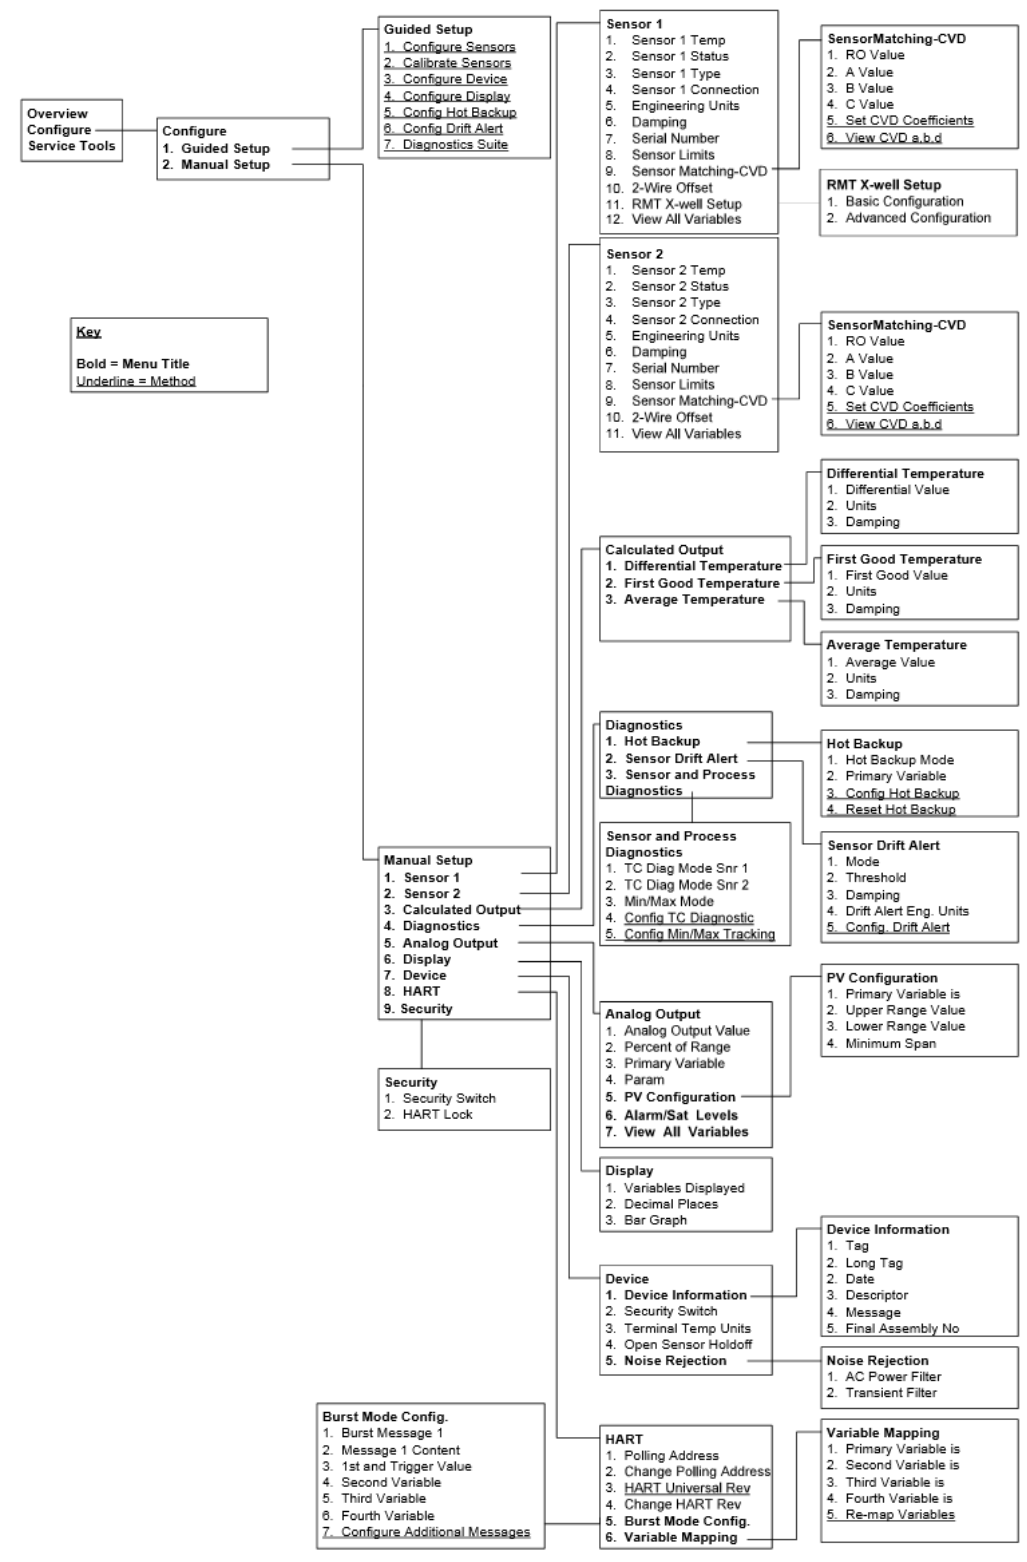 Overview
Configure
Service Tools
Configure
1. Guided Setup
2. Manual Setup
Key
Bold = Menu Title
Underline = Method
Guided Setup
1. Configure Sensors
2. Calibrate Sensors
3. Configure Device
4. Configure Display
5. Config Hot Backup
6. Config Drift Alert
7. Diagnostics Suite
Manual Setup
1. Sensor 1
2. Sensor 2
3. Calculated Output
4. Diagnostics
5. Analog Output
6. Display
7. Device
8. HART
9. Security
Security
1. Security Switch
2. HART Lock
Sensor 1
1. Sensor 1 Temp
2. Sensor 1 Status
3. Sensor 1 Type
4. Sensor 1 Connection
5. Engineering Units
6. Damping
7. Serial Number
8. Sensor Limits
9. Sensor Matching-CVD
10. 2-Wire Offset
11. RMT X-well Setup
12. View All Variables
SensorMatching-CVD
1. RO Value
2. A Value
3. B Value
4. C Value
5. Set CVD Coefficients
6. View CVD a,b,d
RMT X-well Setup
1. Basic Configuration
2. Advanced Configuration
Sensor 2
1. Sensor 2 Temp
2. Sensor 2 Status
3. Sensor 2 Type
4. Sensor 2 Connection
5. Engineering Units
6. Damping
7. Serial Number
8. Sensor Limits
9. Sensor Matching-CVD
10. 2-Wire Offset
11. View All Variables
SensorMatching-CVD
1. RO Value
2. A Value
3. B Value
4. C Value
5. Set CVD Coefficients
6. View CVD a,b,d
Calculated Output
1. Differential Temperature
2. First Good Temperature
3. Average Temperature
Differential Temperature
1. Differential Value
2. Units
3. Damping
First Good Temperature
1. First Good Value
2. Units
3. Damping
Average Temperature
1. Average Value
2. Units
3. Damping
Diagnostics
1. Hot Backup
2. Sensor Drift Alert
3. Sensor and Process
Diagnostics
Hot Backup
1. Hot Backup Mode
2. Primary Variable
3. Config Hot Backup
4. Reset Hot Backup
Sensor and Process
Diagnostics
1. TC Diag Mode Snr 1
2. TC Diag Mode Snr 2
3. Min/Max Mode
4. Config TC Diagnostic
5. Config Min/Max Tracking
Sensor Drift Alert
1. Mode
2. Threshold
3. Damping
4. Drift Alert Eng. Units
5. Config. Drift Alert
Analog Output
1. Analog Output Value
2. Percent of Range
3. Primary Variable
4. Param
5. PV Configuration
6. Alarm/Sat Levels
7. View All Variables
PV Configuration
1. Primary Variable is
2. Upper Range Value
3. Lower Range Value
4. Minimum Span
Display
1. Variables Displayed
2. Decimal Places
3. Bar Graph
Device
1. Device Information
2. Security Switch
3. Terminal Temp Units
4. Open Sensor Holdoff
5. Noise Rejection
Device Information
1. Tag
2. Long Tag
2. Date
3. Descriptor
4. Message
5. Final Assembly No
Noise Rejection
1. AC Power Filter
2. Transient Filter
Burst Mode Config.
1. Burst Message 1
2. Message 1 Content
3. 1st and Trigger Value
4. Second Variable
5. Third Variable
6. Fourth Variable
7. Configure Additional Messages
HART
1. Polling Address
2. Change Polling Address
3. HART Universal Rev
4. Change HART Rev
5. Burst Mode Config.
6. Variable Mapping
Variable Mapping
1. Primary Variable is
2. Second Variable is
3. Third Variable is
4. Fourth Variable is
5. Re-map Variables